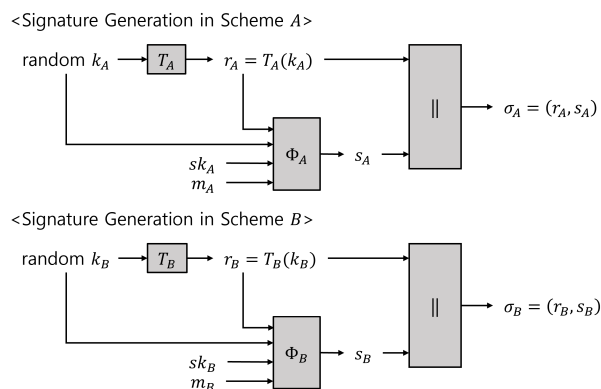 <Signature Generation in Scheme A>
random k_A
T_A
r_A = T_A(k_A)
||
σ_A = (r_A, s_A)
Φ_A
s_A
sk_A
m_A
<Signature Generation in Scheme B>
random k_B
T_B
r_B = T_B(k_B)
||
σ_B = (r_B, s_B)
Φ_B
s_B
sk_B
m_B